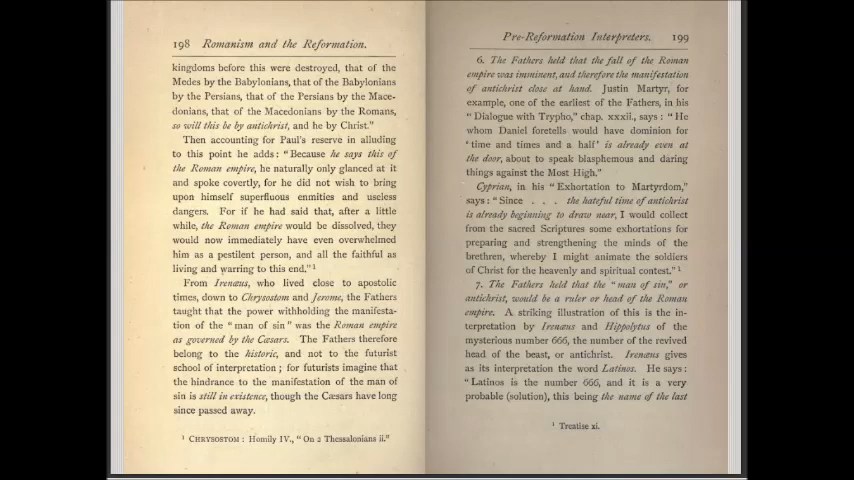 198 Romanism and the Reformation.
kingdoms before this were destroyed, that of the
Medes by the Babylonians, that of the Babylonians
by the Persians, that of the Persians by the Mace-
donians, that of the Macedonians by the Romans,
so will this be by antichrist, and he by Christ."
Then accounting for Paul's reserve in alluding
to this point he adds: "Because he says this of
the Roman empire, he naturally only glanced at it
and spoke covertly, for he did not wish to bring
upon himself superfluous enmities and useless
dangers. For if he had said that, after a little
while, the Roman empire would be dissolved, they
would now immediately have even overwhelmed
him as a pestilent person, and all the faithful as
living and warring to this end." 1
From Irenæus, who lived close to apostolic
times, down to Chrysostom and Jerome, the Fathers
taught that the power withholding the manifesta-
tion of the "man of sin" was the Roman empire
as governed by the Cæsars. The Fathers therefore
belong to the historic, and not to the futurist
school of interpretation; for futurists imagine that
the hindrance to the manifestation of the man of
sin is still in existence, though the Cæsars have long
since passed away.
1 CHRYSOSTOM: Homily IV., "On 2 Thessalonians ii."
Pre-Reformation Interpreters. 199
6. The Fathers held that the fall of the Roman
empire was imminent, and therefore the manifestation
of antichrist close at hand. Justin Martyr, for
example, one of the earliest of the Fathers, in his
"Dialogue with Trypho," chap. xxxii., says: "He
whom Daniel foretells would have dominion for
'time and times and a half' is already even at
the door, about to speak blasphemous and daring
things against the Most High."
Cyprian, in his "Exhortation to Martyrdom,"
says: "Since . . . the hateful time of antichrist
is already beginning to draw near, I would collect
from the sacred Scriptures some exhortations for
preparing and strengthening the minds of the
brethren, whereby I might animate the soldiers
of Christ for the heavenly and spiritual contest." 1
7. The Fathers held that the "man of sin," or
antichrist, would be a ruler or head of the Roman
empire. A striking illustration of this is the in-
terpretation by Irenæus and Hippolytus of the
mysterious number 666, the number of the revived
head of the beast, or antichrist. Irenæus gives
as its interpretation the word Latinos. He says:
"Latinos is the number 666, and it is a very
probable (solution), this being the name of the last
1 Treatise xi.